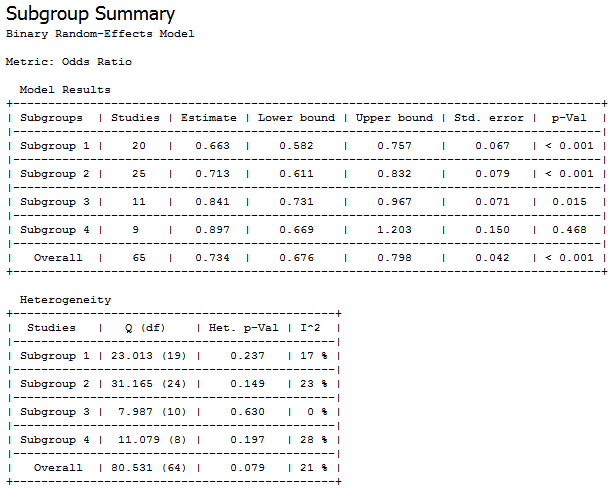 Subgroup Summary
Binary Random-Effects Model
Metric: Odds Ratio
Model Results
| Subgroups | Studies | Estimate | Lower bound | Upper bound | Std. error | p-Val |
| Subgroup 1 | 20 | 0.663 | 0.582 | 0.757 | 0.067 | < 0.001 |
| Subgroup 2 | 25 | 0.713 | 0.611 | 0.832 | 0.079 | < 0.001 |
| Subgroup 3 | 11 | 0.841 | 0.731 | 0.967 | 0.071 | 0.015 |
| Subgroup 4 | 9 | 0.897 | 0.669 | 1.203 | 0.150 | 0.468 |
| Overall | 65 | 0.734 | 0.676 | 0.798 | 0.042 | < 0.001 |
Heterogeneity
| Studies | Q (df) | Het. p-Val | I^2 |
| Subgroup 1 | 23.013 (19) | 0.237 | 17 % |
| Subgroup 2 | 31.165 (24) | 0.149 | 23 % |
| Subgroup 3 | 7.987 (10) | 0.630 | 0 % |
| Subgroup 4 | 11.079 (8) | 0.197 | 28 % |
| Overall | 80.531 (64) | 0.079 | 21 % |